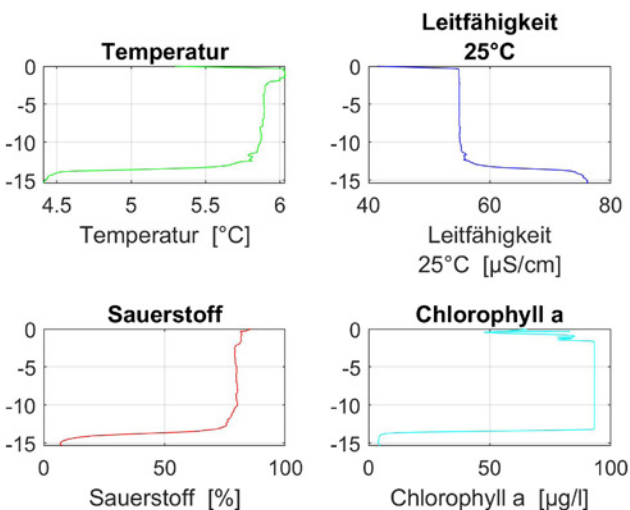 Temperatur
0
-5
-10
-15
4.5 5 5.5 6
Temperatur [°C]
Leitfähigkeit
25°C
0
-5
-10
-15
40 60 80
Leitfähigkeit
25°C [µS/cm]
Sauerstoff
0
-5
-10
-15
0 50 100
Sauerstoff [%]
Chlorophyll a
0
-5
-10
-15
0 50 100
Chlorophyll a [µg/l]